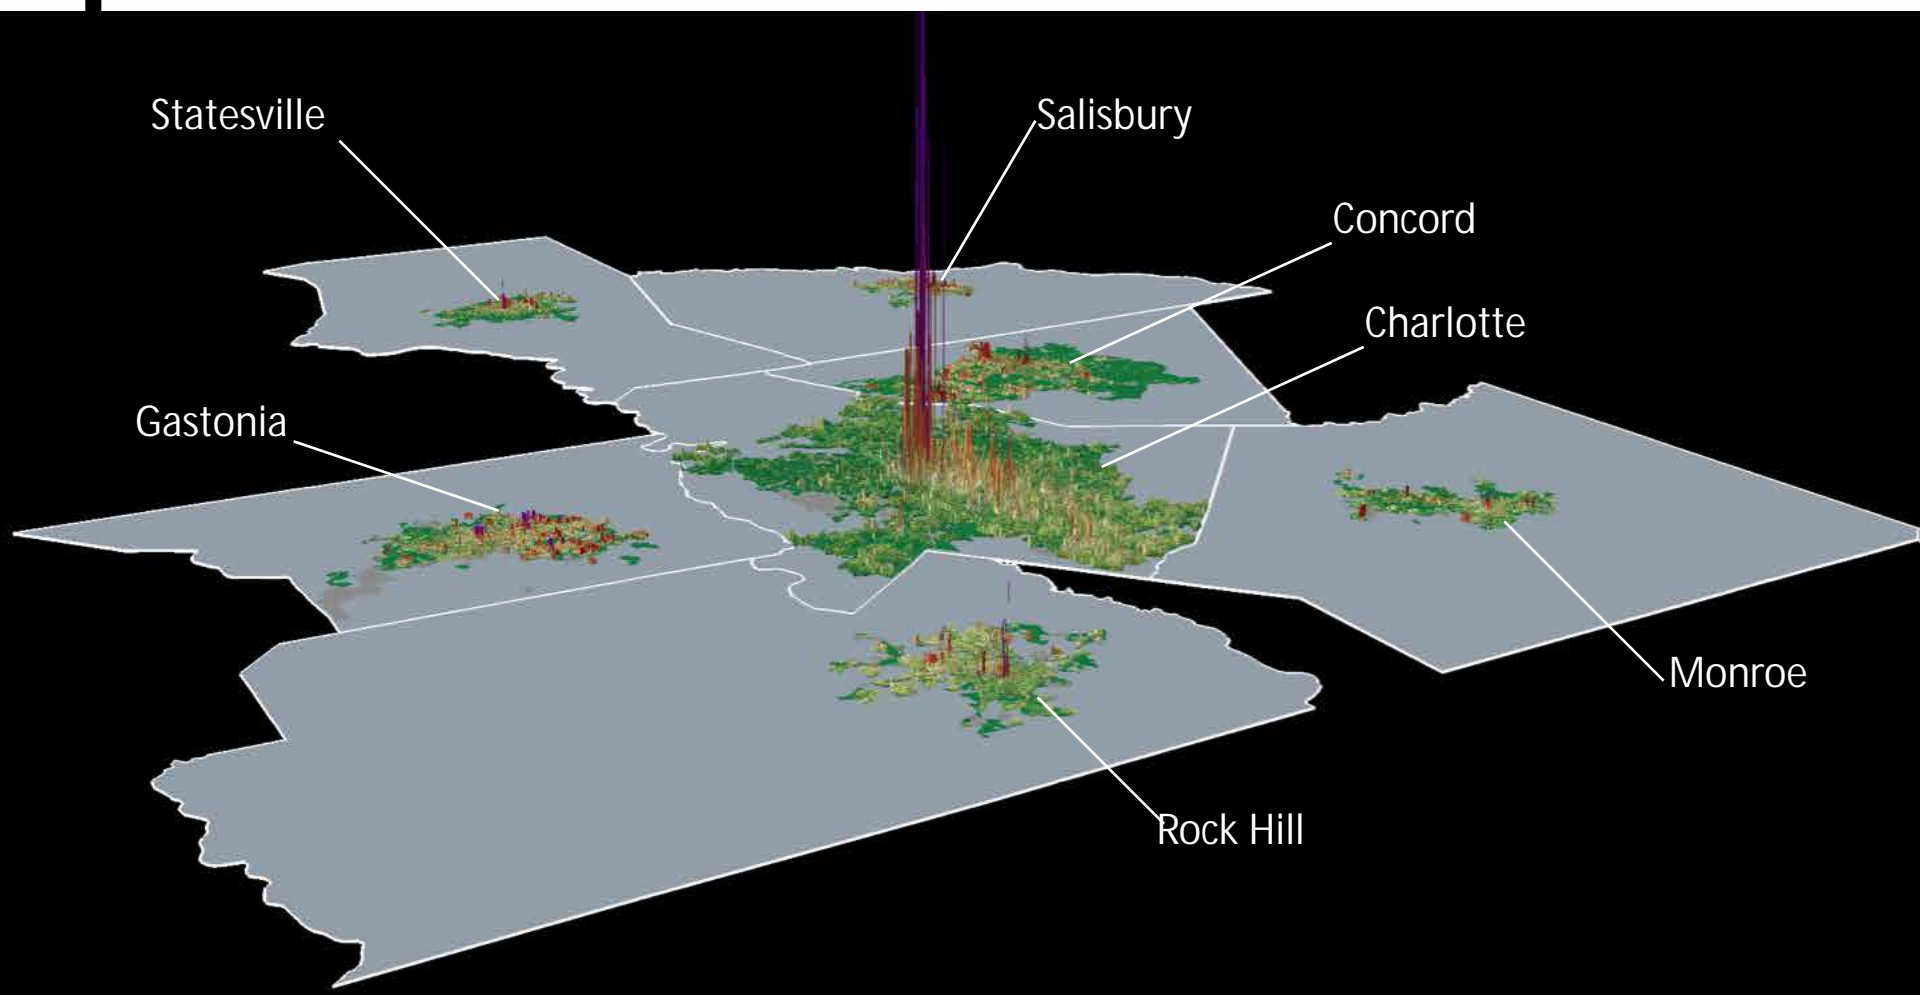 Statesville
Salisbury
Concord
Charlotte
Gastonia
Monroe
Rock Hill